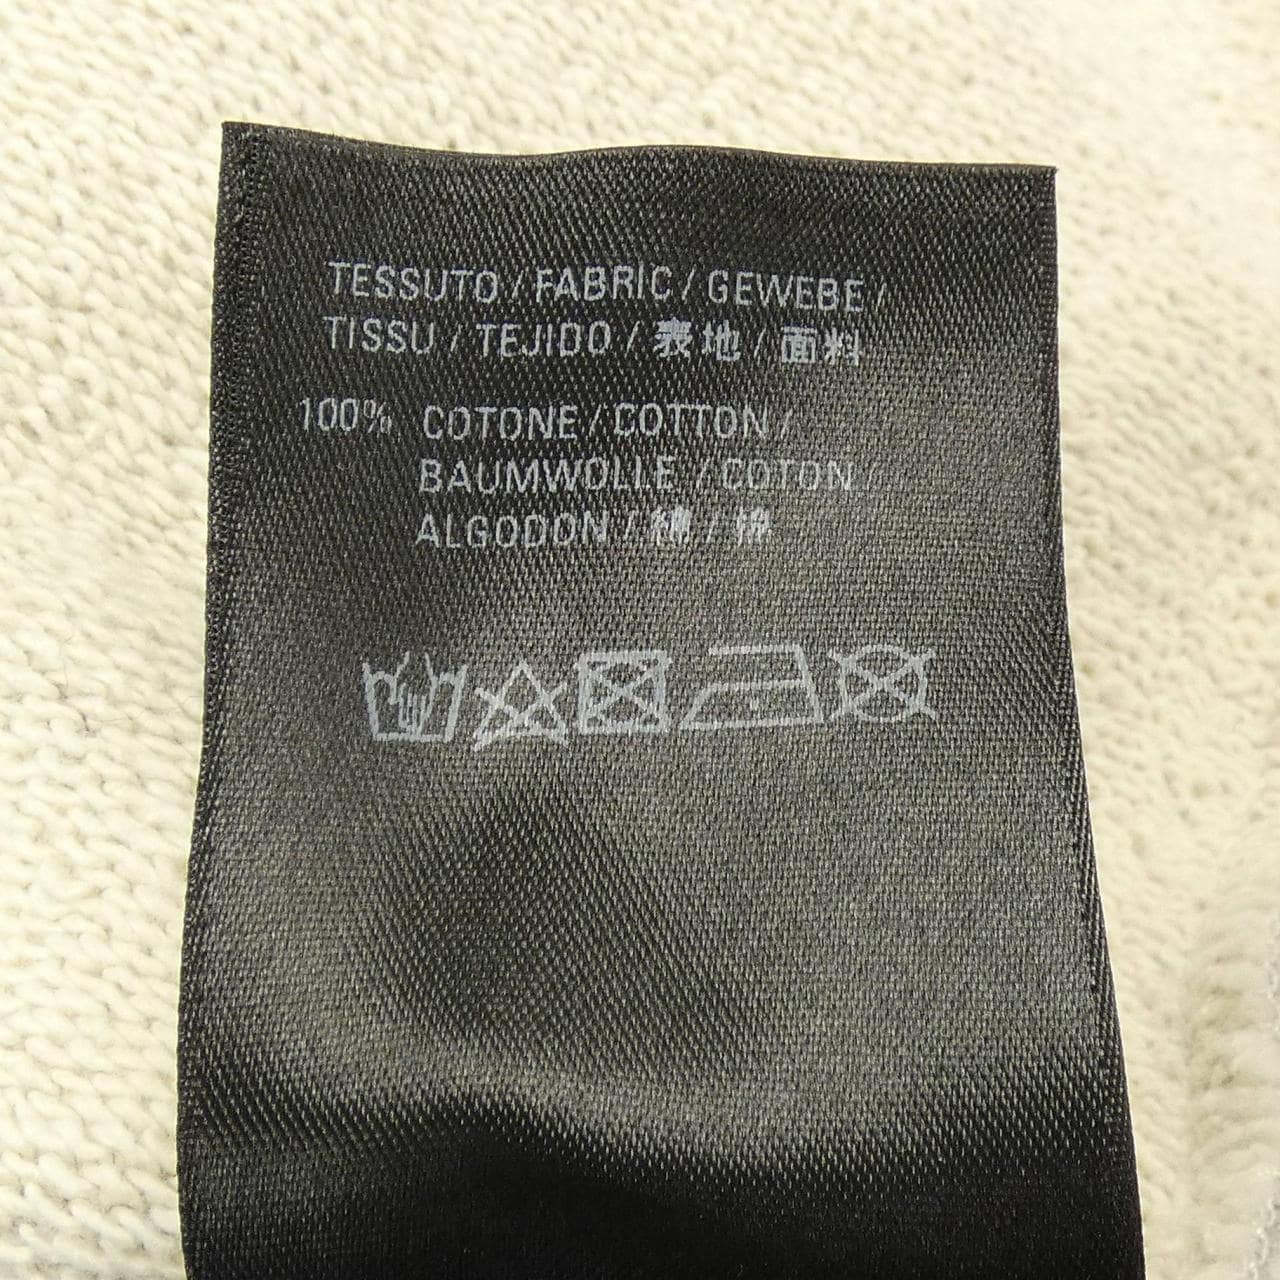 TESSUTO / FABRIC / GEWEBE /
TISSU / TEJIDO / 表地 / 面料
100% COTONE / COTTON /
BAUMWOLLE / COTON /
ALGODON / 綿 / 棉